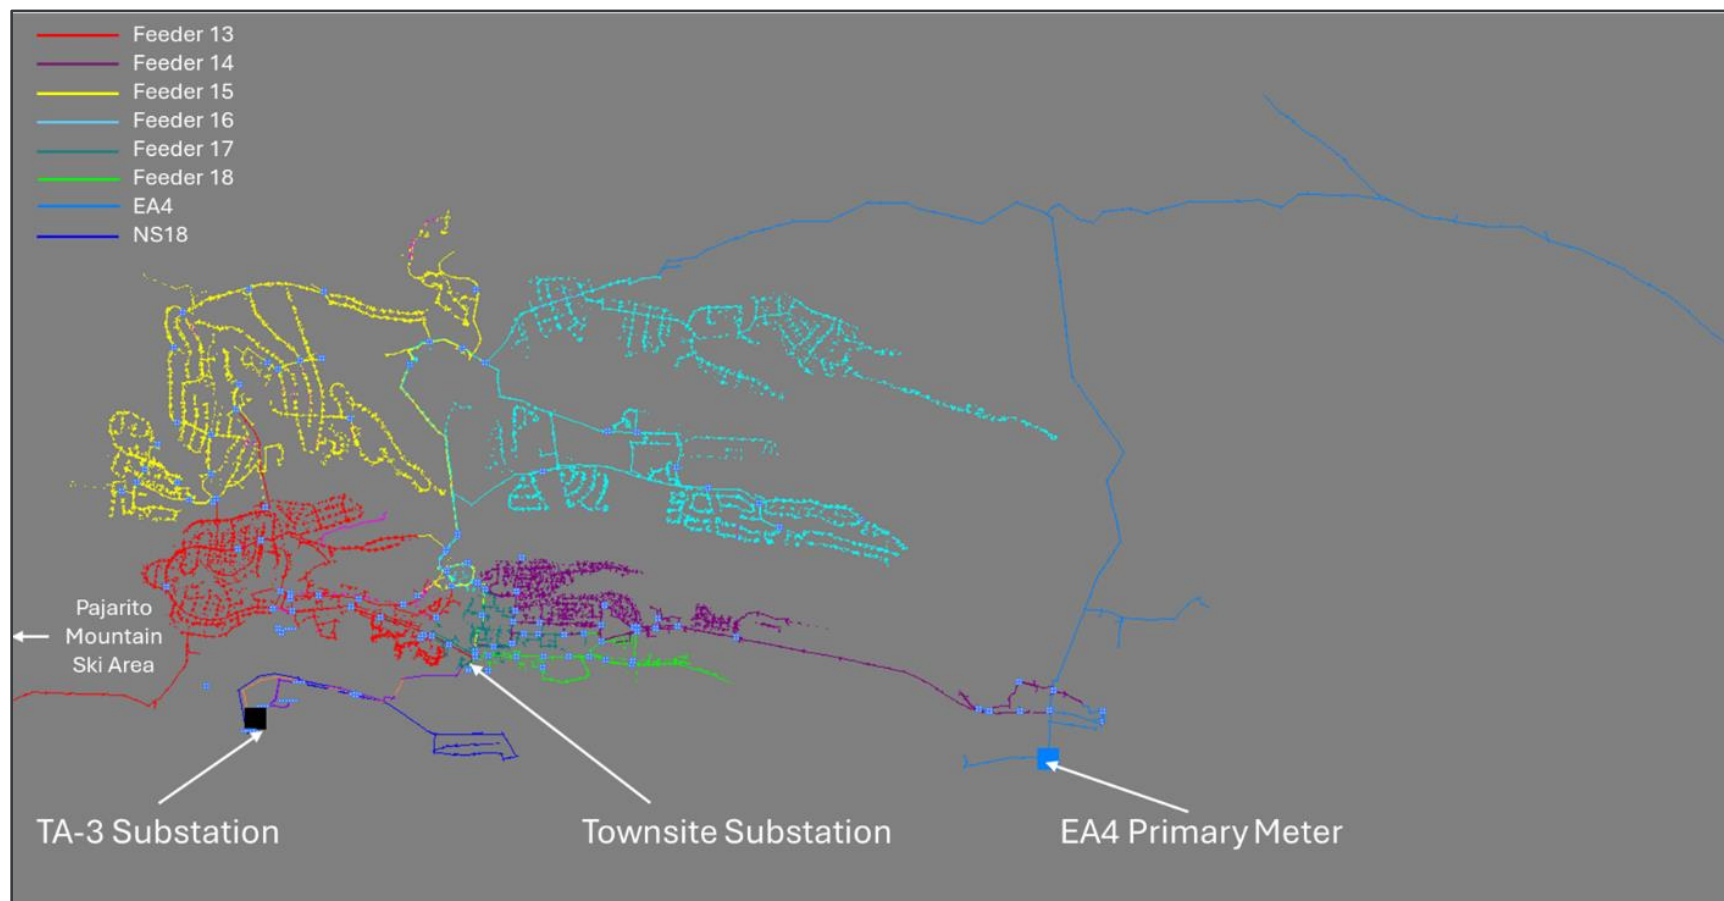 Feeder 13
Feeder 14
Feeder 15
Feeder 16
Feeder 17
Feeder 18
EA4
NS18
Pajarito
Mountain
Ski Area
TA-3 Substation
Townsite Substation
EA4 Primary Meter